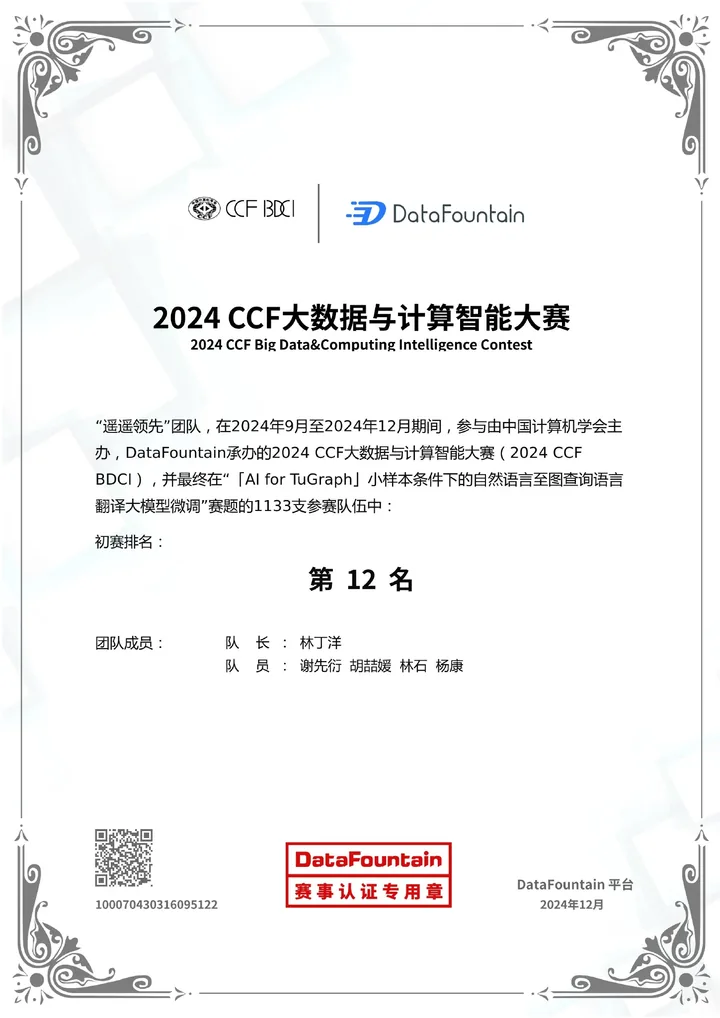 CCF BDCI
DataFountain
2024 CCF大数据与计算智能大赛
2024 CCF Big Data&Computing Intelligence Contest
“遥遥领先”团队，在2024年9月至2024年12月期间，参与由中国计算机学会主
办，DataFountain承办的2024 CCF大数据与计算智能大赛（2024 CCF
BDCI），并最终在“「AI for TuGraph」小样本条件下的自然语言至图查询语言
翻译大模型微调”赛题的1133支参赛队伍中：
初赛排名：
第 12 名
团队成员： 队 长 ： 林丁洋
队 员 ： 谢先衍 胡喆媛 林石 杨康
100070430316095122
DataFountain
赛事认证专用章
DataFountain 平台
2024年12月